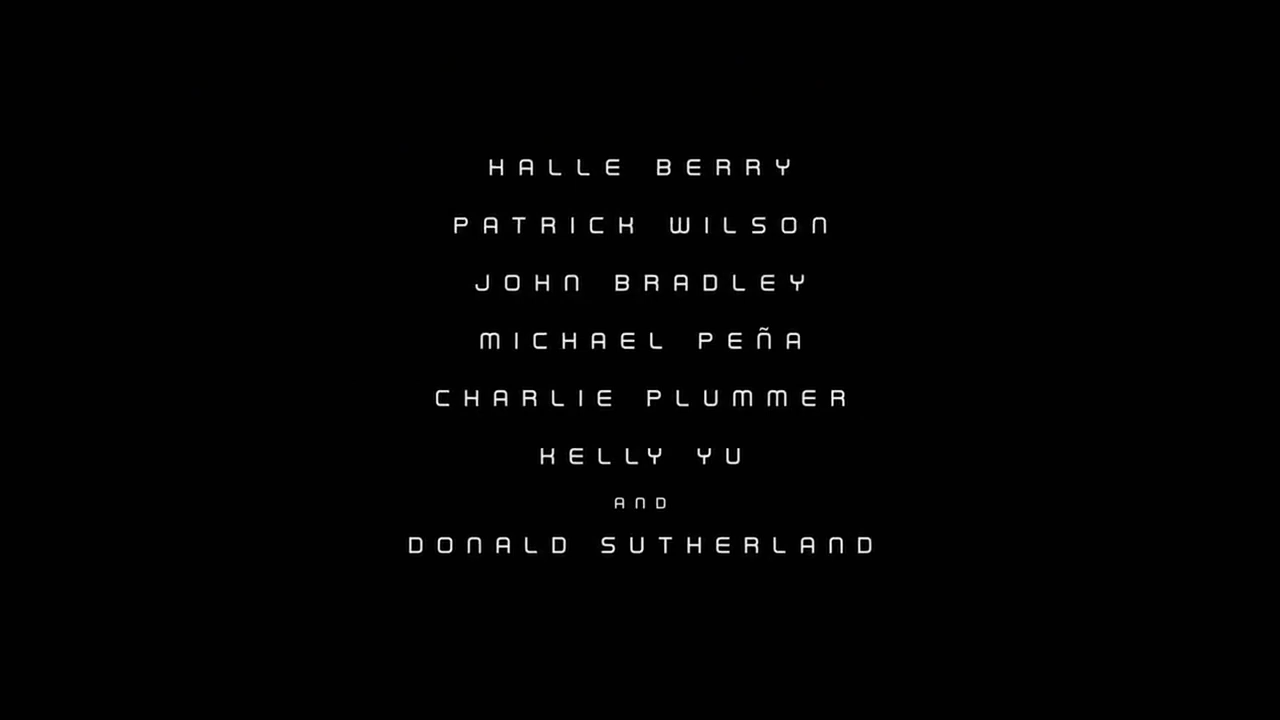 HALLE BERRY
PATRICK WILSON
JOHN BRADLEY
MICHAEL PEÑA
CHARLIE PLUMMER
KELLY YU
AND
DONALD SUTHERLAND